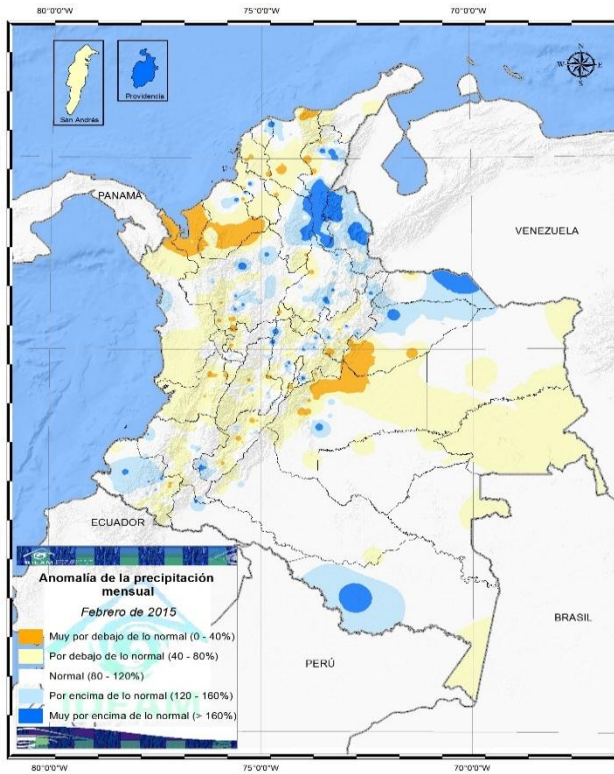 80°0'0"W
75°0'0"W
70°0'0"W
N
W
E
S
San Andrés
Providencia
PANAMÁ
VENEZUELA
ECUADOR
BRASIL
PERÚ
IDEAM
Anomalía de la precipitación
mensual
Febrero de 2015
Muy por debajo de lo normal (0 - 40%)
Por debajo de lo normal (40 - 80%)
Normal (80 - 120%)
Por encima de lo normal (120 - 160%)
Muy por encima de lo normal (> 160%)
80°0'0"W
75°0'0"W
70°0'0"W